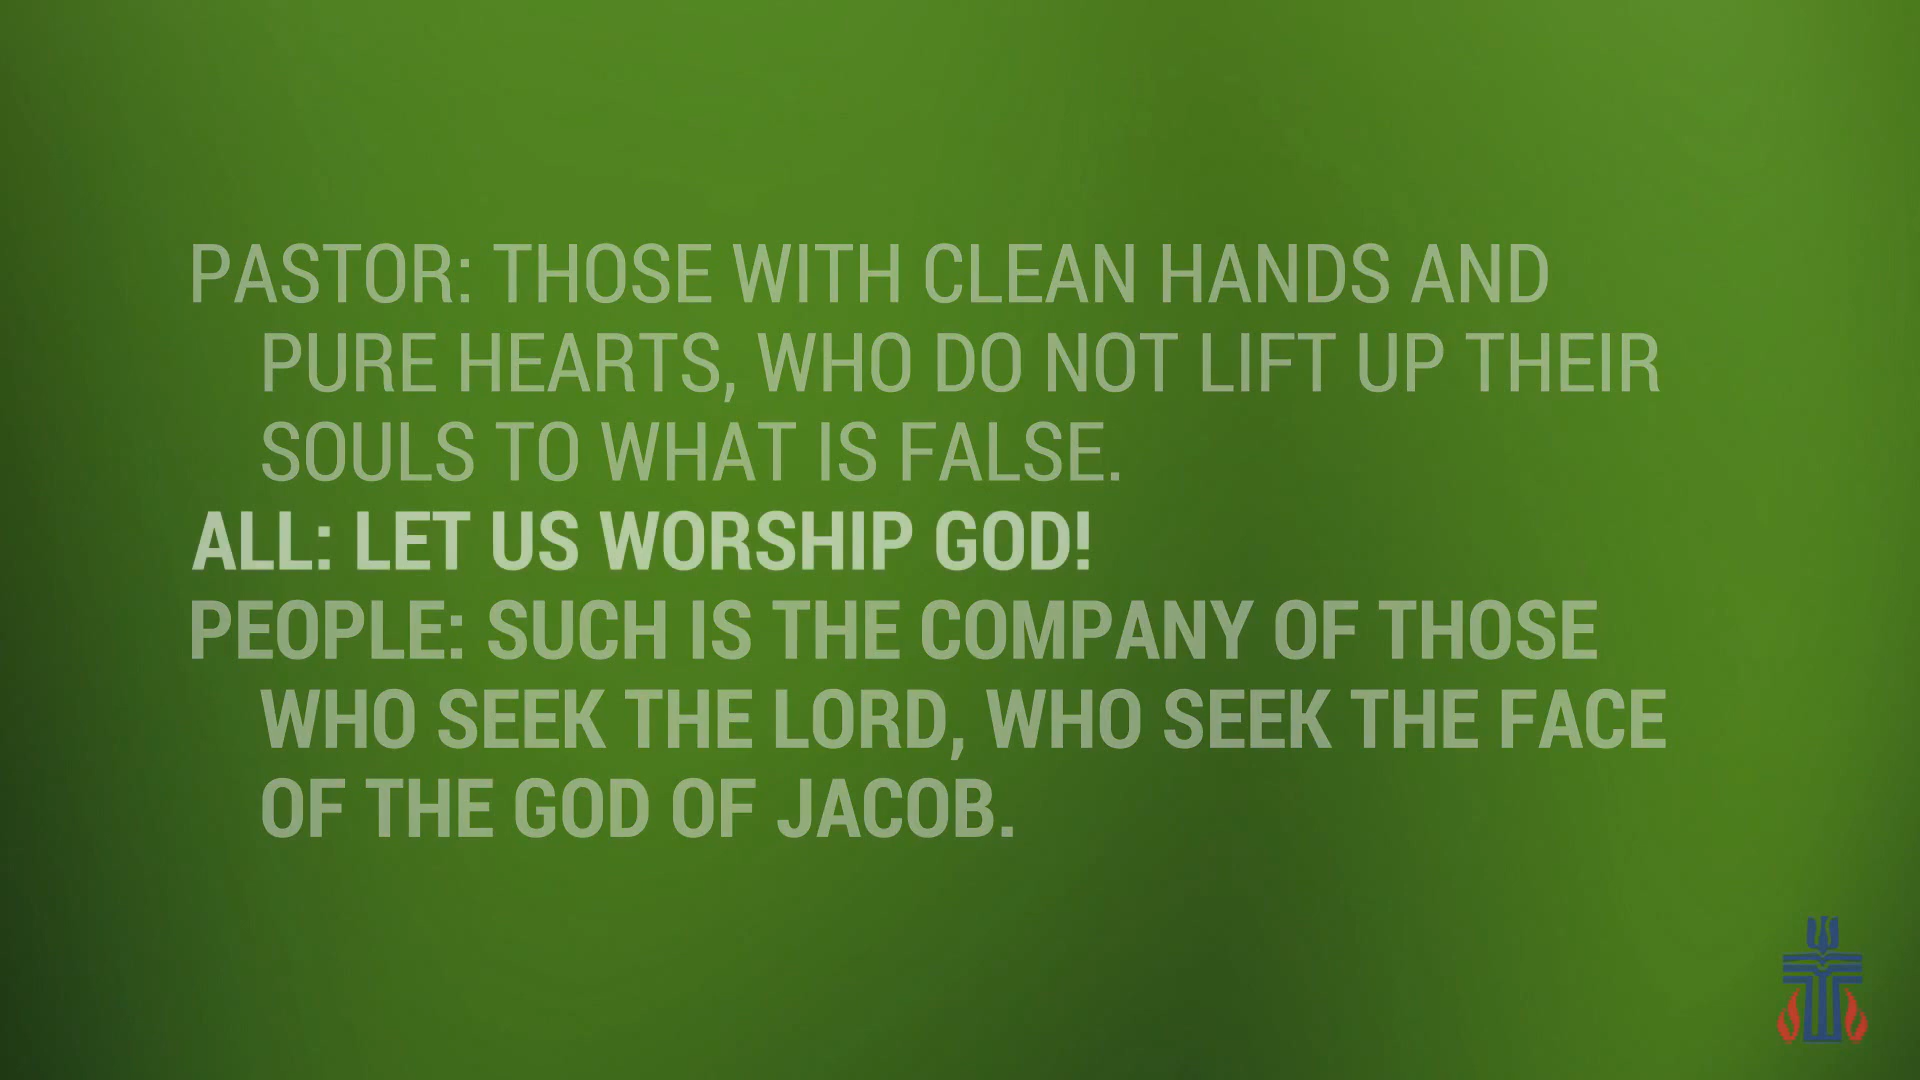 PASTOR: THOSE WITH CLEAN HANDS AND
PURE HEARTS, WHO DO NOT LIFT UP THEIR
SOULS TO WHAT IS FALSE.
ALL: LET US WORSHIP GOD!
PEOPLE: SUCH IS THE COMPANY OF THOSE
WHO SEEK THE LORD, WHO SEEK THE FACE
OF THE GOD OF JACOB.